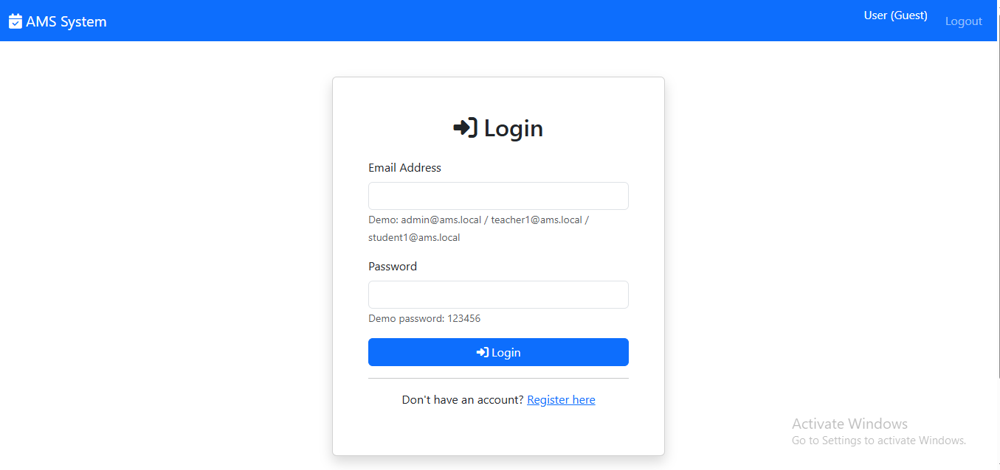 AMS System
User (Guest)
Logout
Login
Email Address
Demo: admin@ams.local / teacher1@ams.local /
student1@ams.local
Password
Demo password: 123456
Login
Don't have an account? Register here
Activate Windows
Go to Settings to activate Windows.